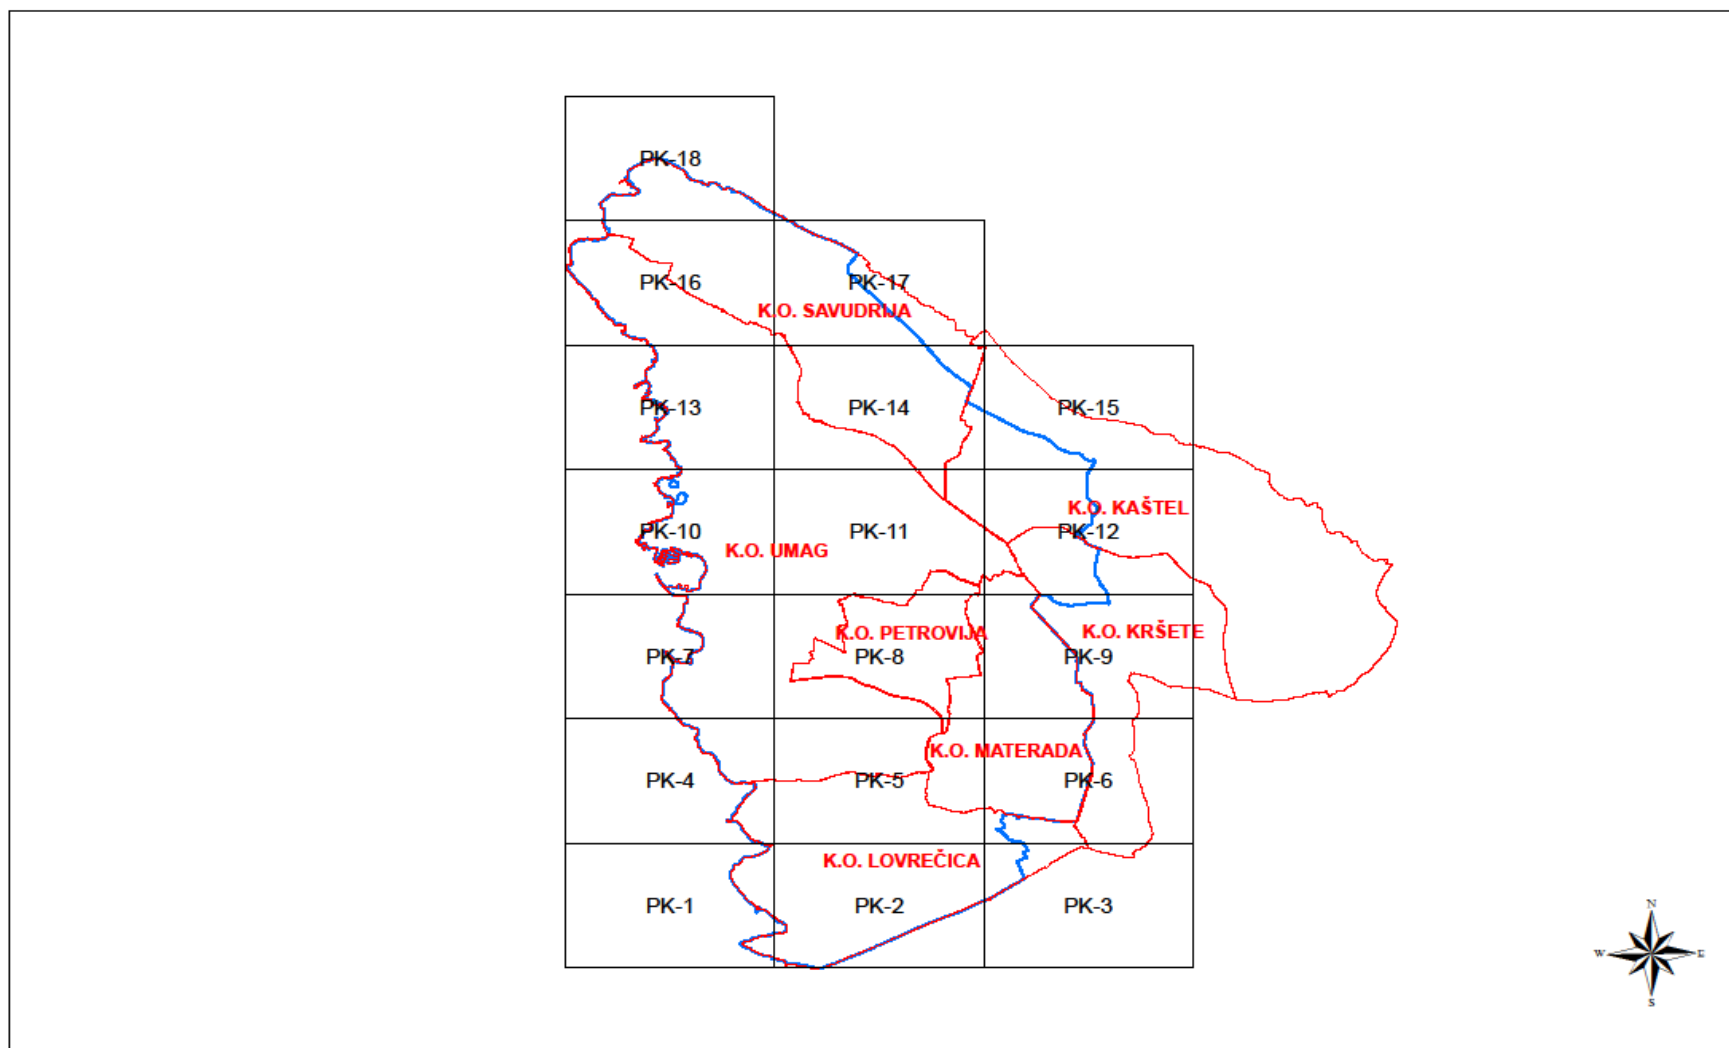 PK-18
PK-16
PK-17
K.O. SAVUDRIJA
PK-13
PK-14
PK-15
K.O. KAŠTEL
PK-10
PK-11
PK-12
K.O. UMAG
K.O. PETROVIJA
K.O. KRŠETE
PK-7
PK-8
PK-9
K.O. MATERADA
PK-4
PK-5
PK-6
K.O. LOVREČICA
PK-1
PK-2
PK-3
N
W
E
S